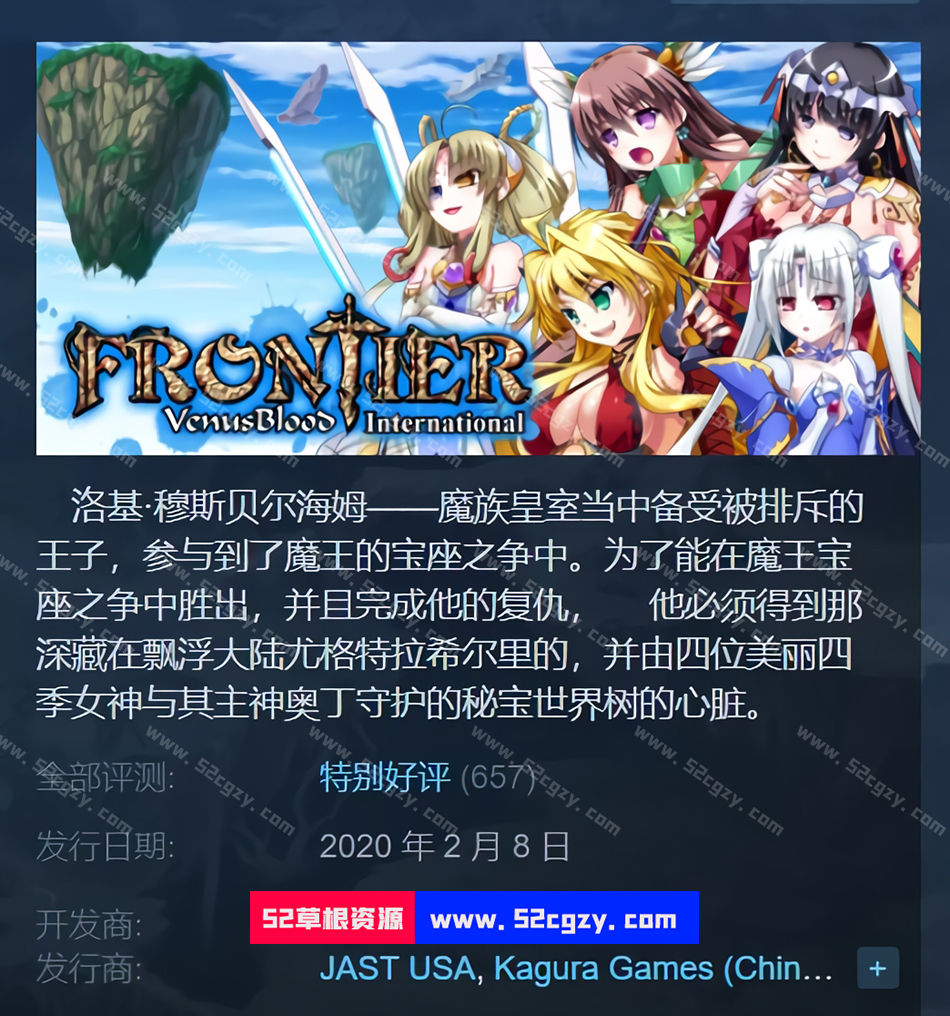 FRONTIER
VenusBlood International
洛基·穆斯贝尔海姆——魔族皇室当中备受被排斥的
王子，参与到了魔王的宝座之争中。为了能在魔王宝
座之争中胜出，并且完成他的复仇， 他必须得到那
深藏在飘浮大陆尤格特拉希尔里的，并由四位美丽四
季女神与其主神奥丁守护的秘宝世界树的心脏。
全部评测: 特别好评 (657)
发行日期: 2020 年 2 月 8 日
52草根资源 www.52cgzy.com
开发商:
发行商: JAST USA, Kagura Games (Chin... +
www.52cgzy.com